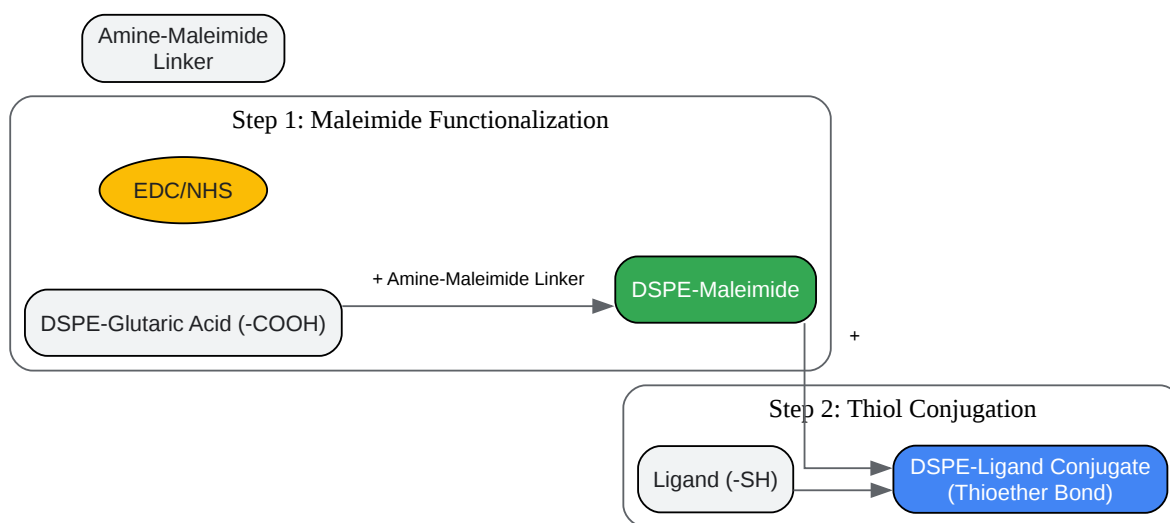 Amine-Maleimide
Linker
Step 1: Maleimide Functionalization
EDC/NHS
+ Amine-Maleimide Linker
DSPE-Maleimide
DSPE-Glutaric Acid (-COOH)
+
Step 2: Thiol Conjugation
Ligand (-SH)
DSPE-Ligand Conjugate
(Thioether Bond)